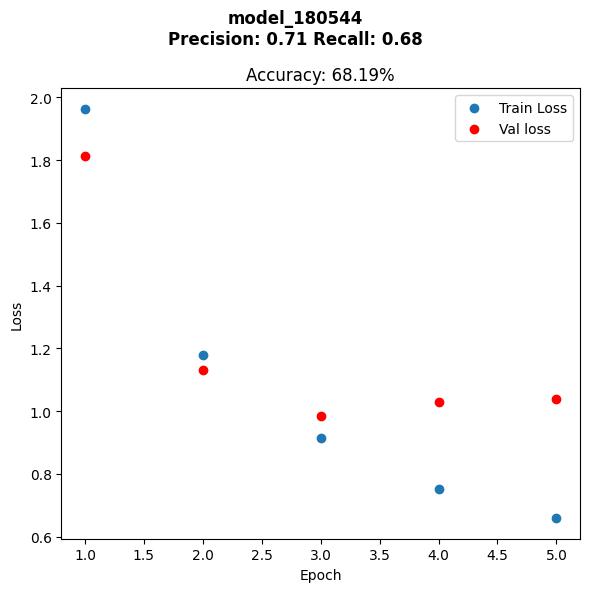 model_180544
Precision: 0.71 Recall: 0.68
Accuracy: 68.19%
Train Loss
Val loss
2.0
1.8
1.6
1.4
1.2
1.0
0.8
0.6
Loss
1.0 1.5 2.0 2.5 3.0 3.5 4.0 4.5 5.0
Epoch